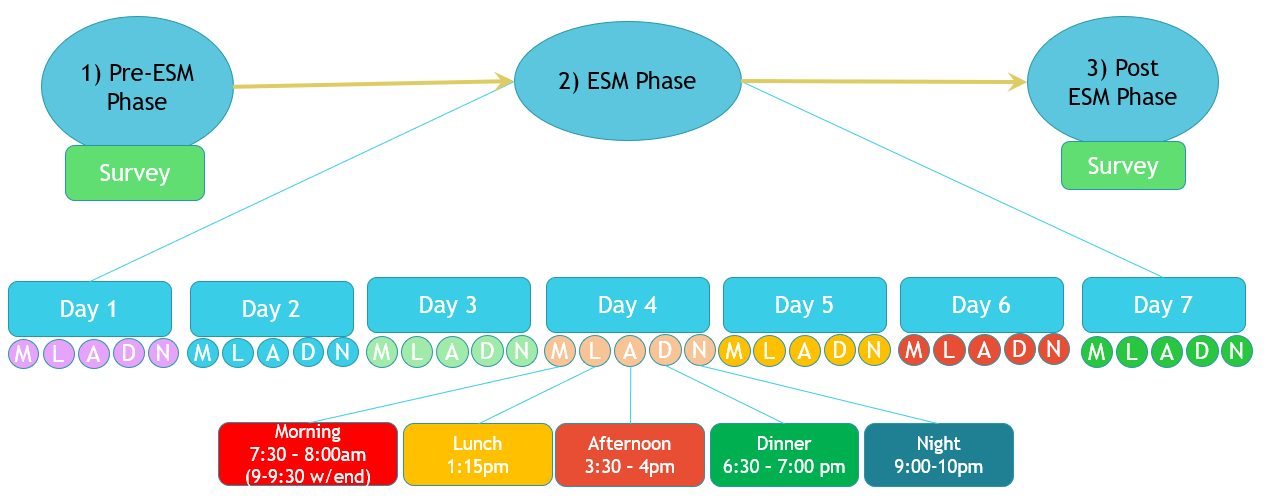 1) Pre-ESM
Phase
2) ESM Phase
3) Post
ESM Phase
Survey
Survey
Day 1
Day 2
Day 3
Day 4
Day 5
Day 6
Day 7
M L A D N
M L A D N
M L A D N
M L A D N
M L A D N
M L A D N
M L A D N
Morning
7:30 – 8:00am
(9-9:30 w/end)
Lunch
1:15pm
Afternoon
3:30 – 4pm
Dinner
6:30 – 7:00 pm
Night
9:00-10pm